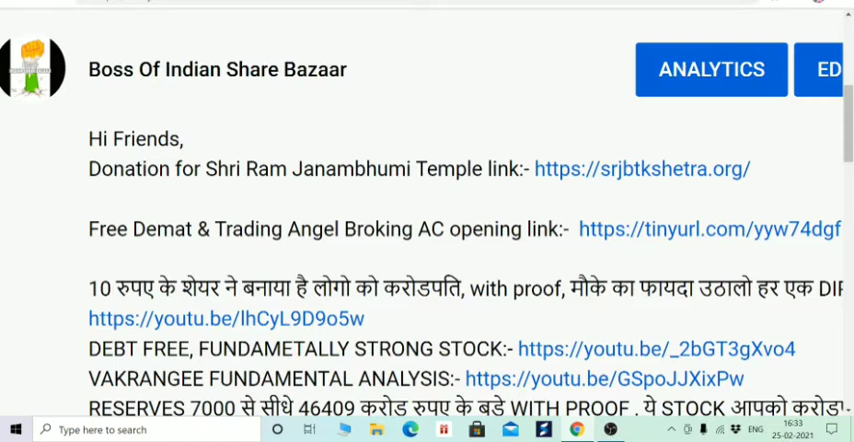 Boss Of Indian Share Bazaar
ANALYTICS
ED
Hi Friends,
Donation for Shri Ram Janambhumi Temple link:- https://srjbtkshetra.org/
Free Demat & Trading Angel Broking AC opening link:- https://tinyurl.com/yyw74dgf
10 रुपए के शेयर ने बनाया है लोगो को करोडपति, with proof, मौके का फायदा उठालो हर एक DIP
https://youtu.be/lhCyL9D9o5w
DEBT FREE, FUNDAMETALLY STRONG STOCK:- https://youtu.be/_2bGT3gXvo4
VAKRANGEE FUNDAMENTAL ANALYSIS:- https://youtu.be/GSpoJJXixPw
RESERVES 7000 से सीधे 46409 करोड रुपए के बडे WITH PROOF , ये STOCK आपको
Type here to search
ENG
16:33
25-02-2021